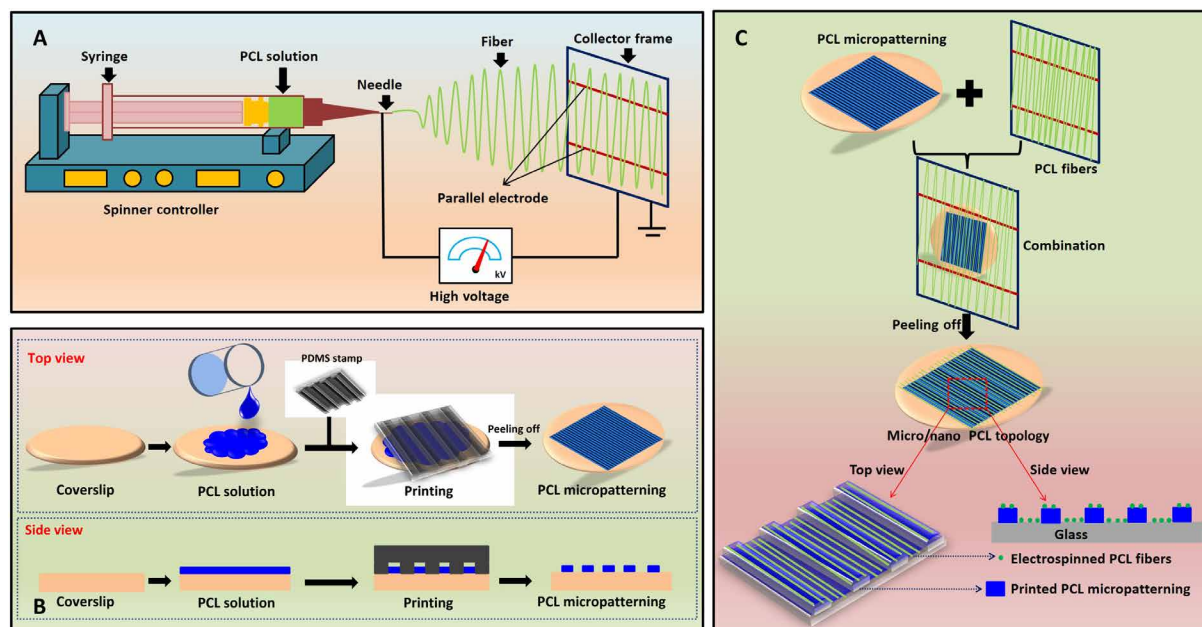 A
Syringe
PCL solution
Needle
Fiber
Collector frame
Parallel electrode
Spinner controller
kV
High voltage
Top view
PDMS stamp
Peeling off
Coverslip
PCL solution
Printing
PCL micropatterning
Side view
Coverslip
PCL solution
Printing
PCL micropatterning
B
C
PCL micropatterning
PCL fibers
Combination
Peeling off
Micro/nano PCL topology
Top view
Side view
Glass
Electrospinned PCL fibers
Printed PCL micropatterning